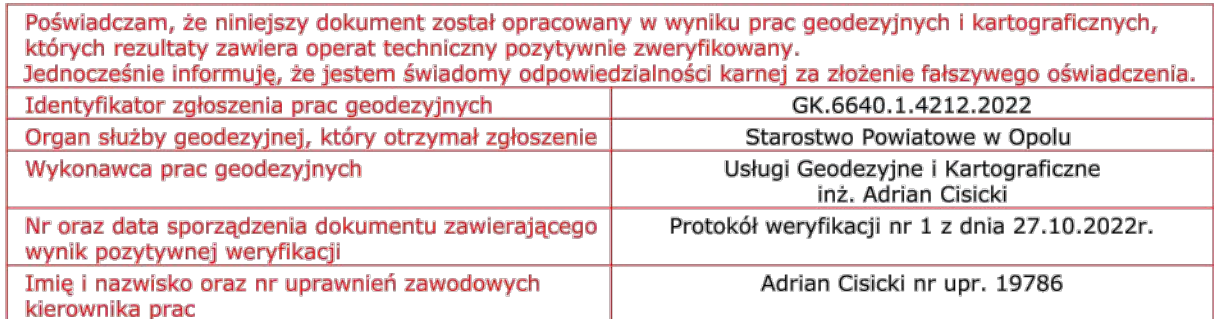 Poświadczam, że niniejszy dokument został opracowany w wyniku prac geodezyjnych i kartograficznych,
których rezultaty zawiera operat techniczny pozytywnie zweryfikowany.
Jednocześnie informuję, że jestem świadomy odpowiedzialności karnej za złożenie fałszywego oświadczenia.
Identyfikator zgłoszenia prac geodezyjnych GK.6640.1.4212.2022
Organ służby geodezyjnej, który otrzymał zgłoszenie Starostwo Powiatowe w Opolu
Wykonawca prac geodezyjnych Usługi Geodezyjne i Kartograficzne
inż. Adrian Cisicki
Nr oraz data sporządzenia dokumentu zawierającego Protokół weryfikacji nr 1 z dnia 27.10.2022r.
wynik pozytywnej weryfikacji
Imię i nazwisko oraz nr uprawnień zawodowych Adrian Cisicki nr upr. 19786
kierownika prac